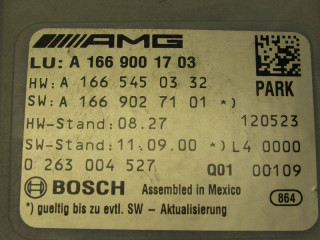 AMG
LU: A 166 900 17 03
HW: A 166 545 03 32
SW: A 166 902 71 01 *)
PARK
HW-Stand: 08.27
120523
SW-Stand: 11.09.00 *) L4 0000
0 263 004 527 Q01 00109
BOSCH Assembled in Mexico 864
*) gueltig bis zu evtl. SW - Aktualisierung